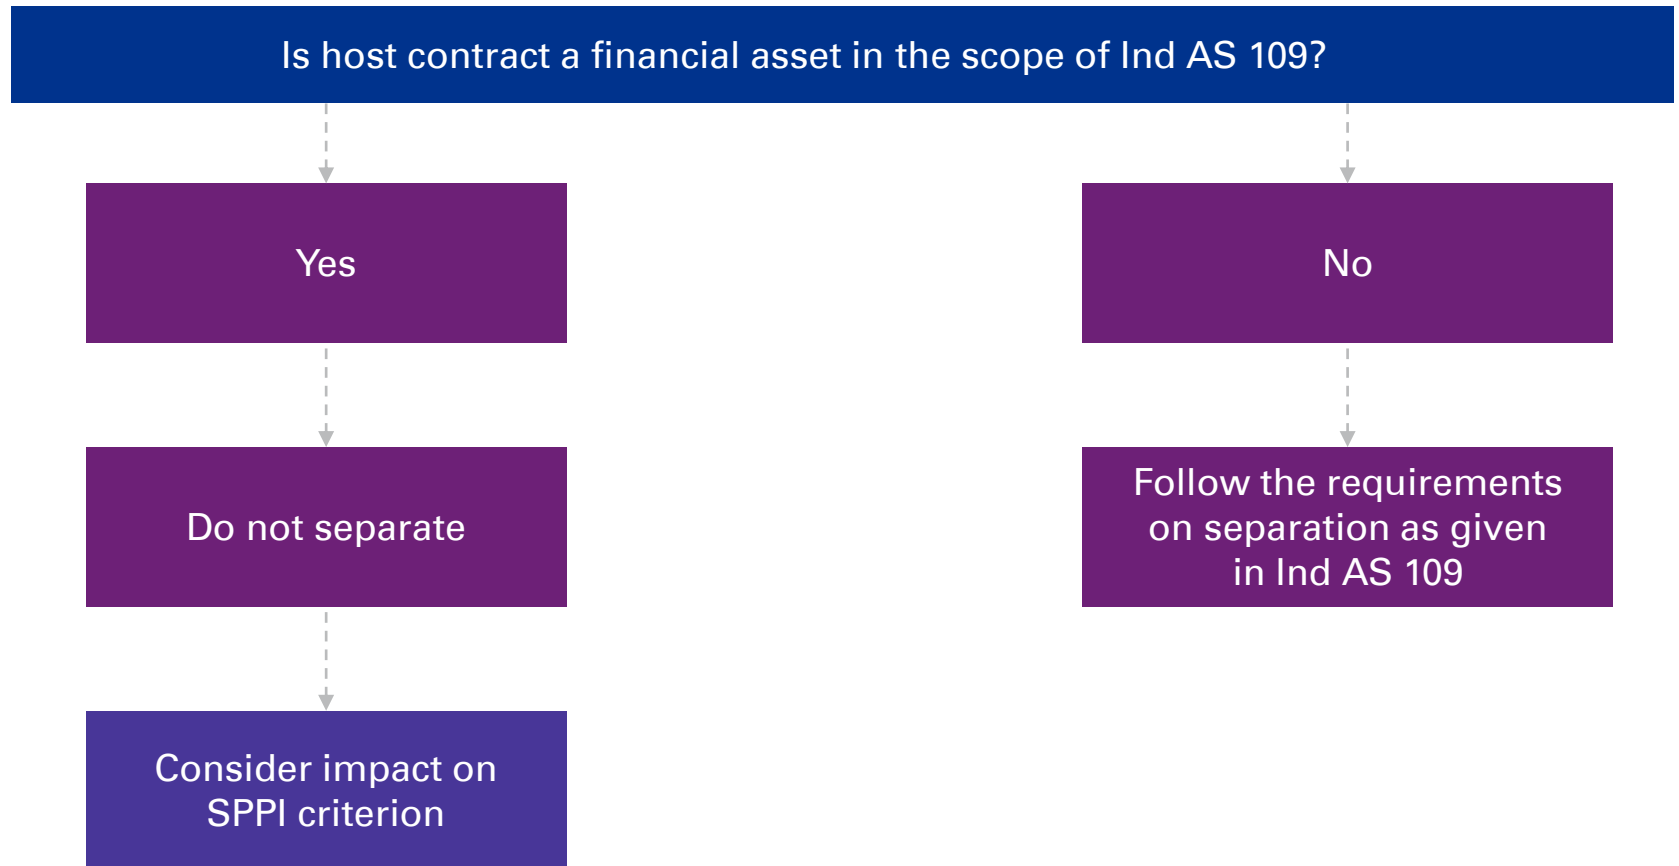 Is host contract a financial asset in the scope of Ind AS 109?
Yes
No
Do not separate
Follow the requirements
on separation as given
in Ind AS 109
Consider impact on
SPPI criterion